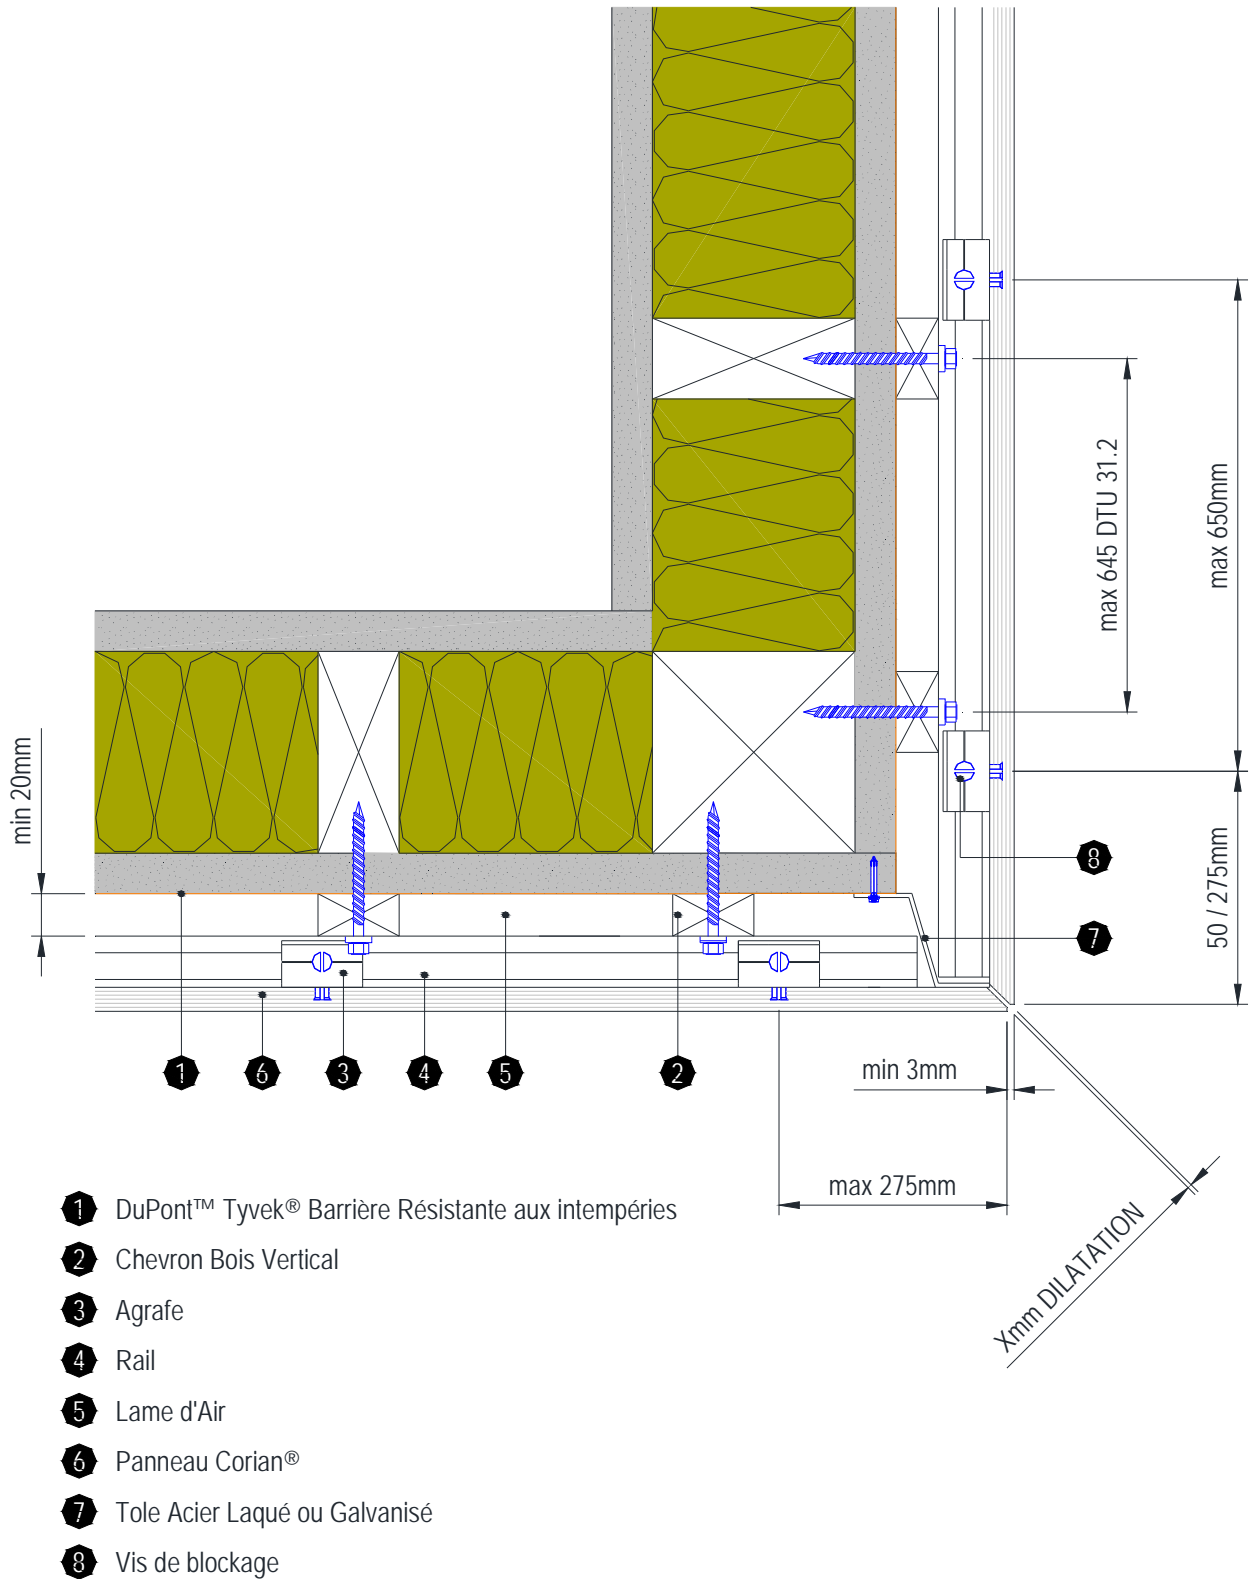 max 645 DTU 31.2
max 650mm
min 20mm
50 / 275mm
8
7
1
6
3
4
5
2
min 3mm
max 275mm
Xmm DILATATION
1 DuPont™ Tyvek® Barrière Résistante aux intempéries
2 Chevron Bois Vertical
3 Agrafe
4 Rail
5 Lame d'Air
6 Panneau Corian®
7 Tole Acier Laqué ou Galvanisé
8 Vis de blockage